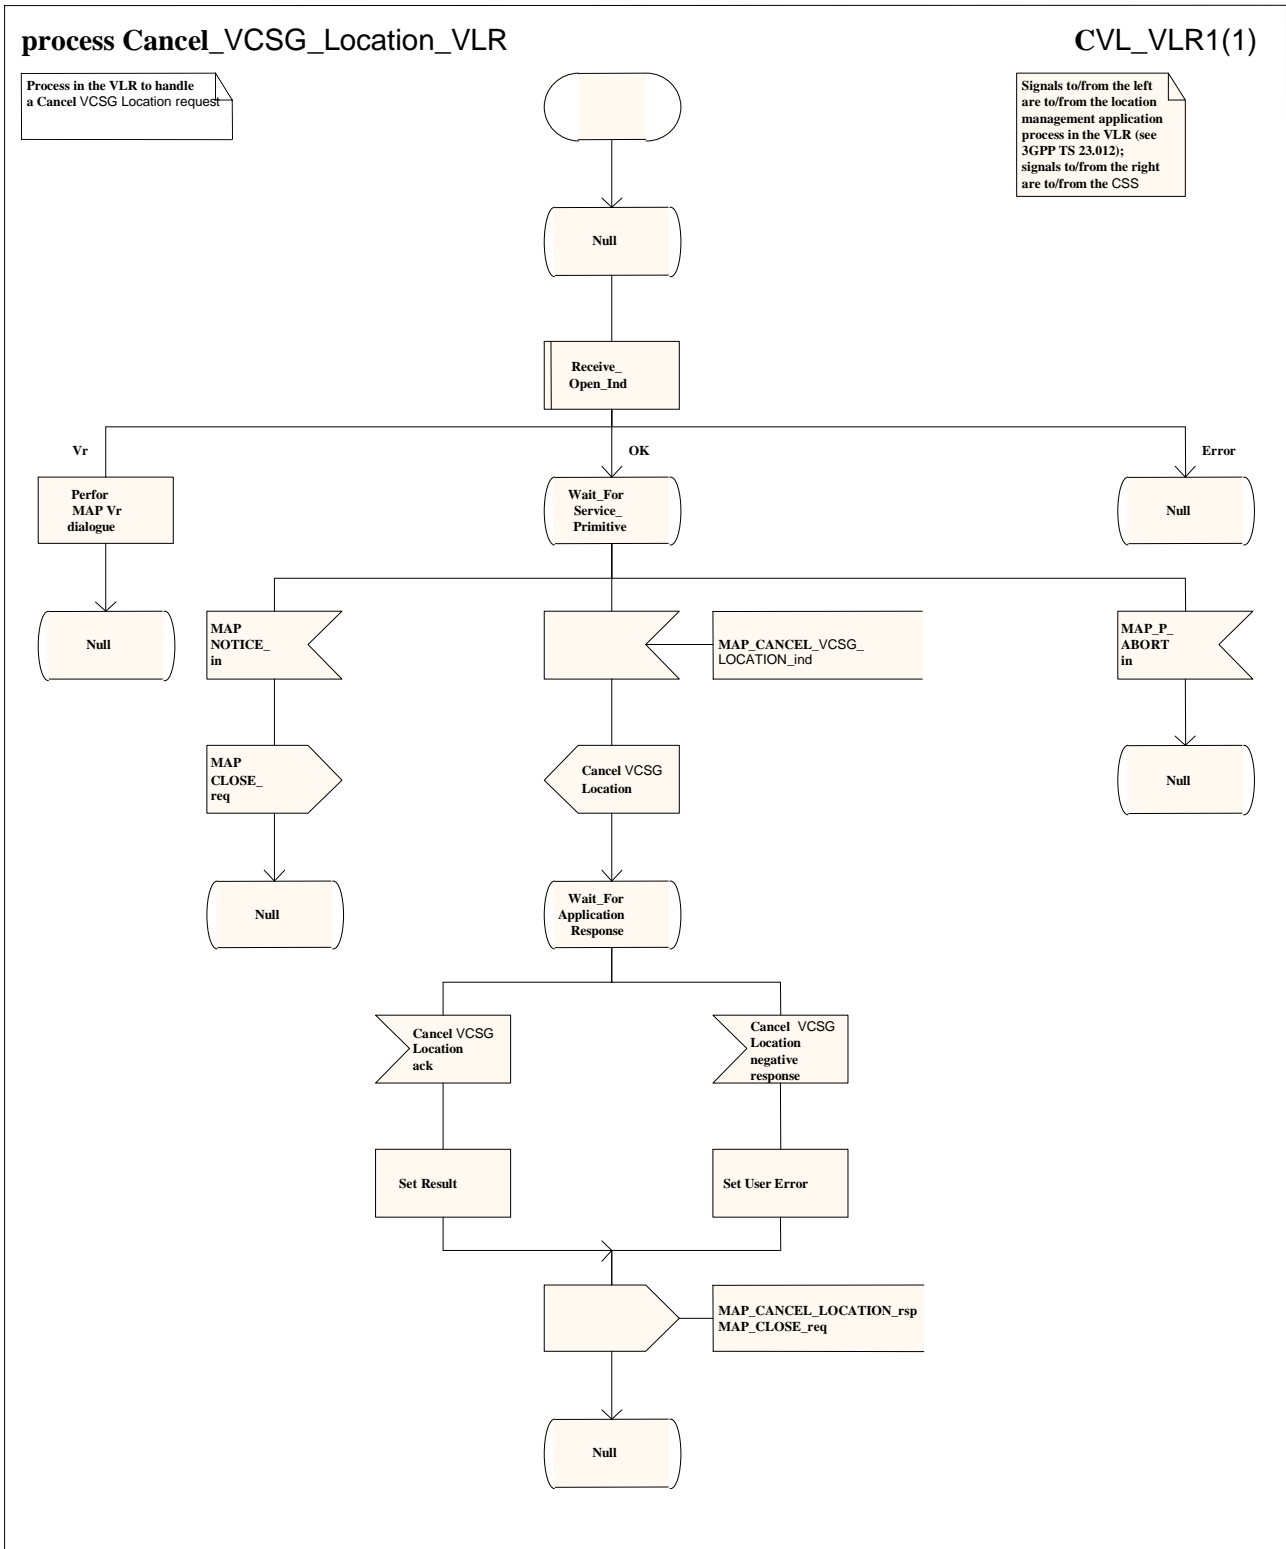 process Cancel_VCSG_Location_VLR
CVL_VLR1(1)
Process in the VLR to handle
a Cancel VCSG Location request
Signals to/from the left
are to/from the location
management application
process in the VLR (see
3GPP TS 23.012);
signals to/from the right
are to/from the CSS
Null
Receive_
Open_Ind
Vr
OK
Error
Perfor
MAP Vr
dialogue
Wait_For
Service_
Primitive
Null
Null
MAP
NOTICE_
in
MAP_CANCEL_VCSG_
LOCATION_ind
MAP_P_
ABORT
in
MAP
CLOSE_
req
Cancel VCSG
Location
Null
Null
Wait_For
Application
Response
Cancel VCSG
Location
ack
Cancel VCSG
Location
negative
response
Set Result
Set User Error
MAP_CANCEL_LOCATION_rsp
MAP_CLOSE_req
Null